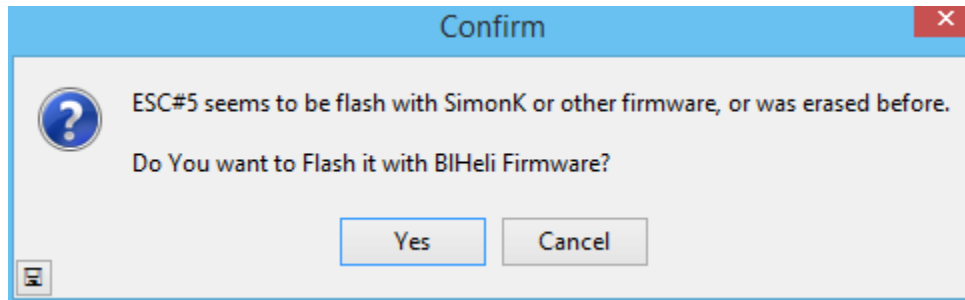 Confirm
ESC#5 seems to be flash with SimonK or other firmware, or was erased before.
Do You want to Flash it with BlHeli Firmware?
Yes
Cancel